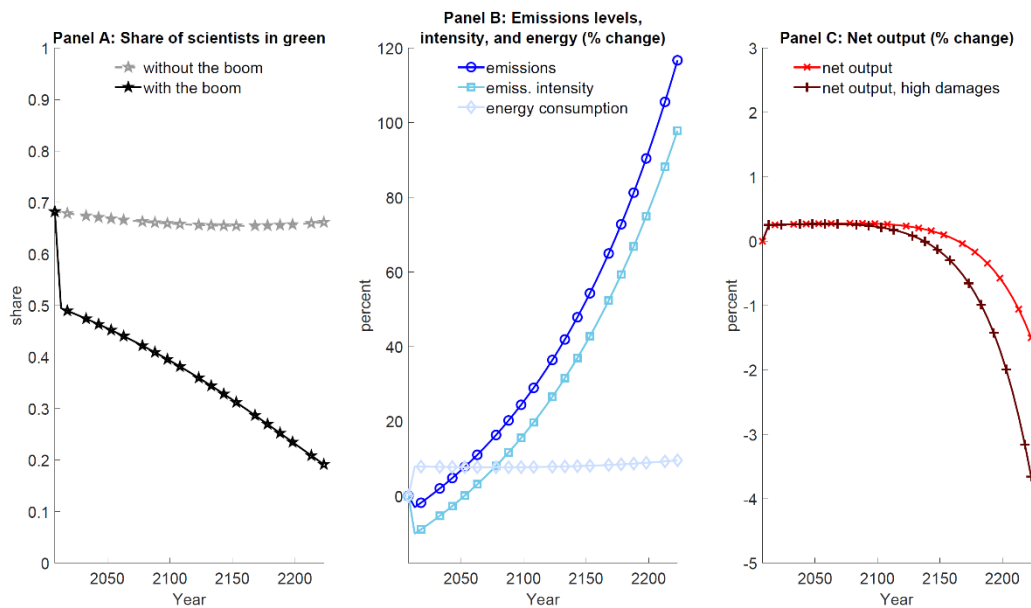 Panel A: Share of scientists in green
without the boom
with the boom
1
0.9
0.8
0.7
0.6
0.5
0.4
0.3
0.2
0.1
0
share
2050
2100
2150
2200
Year
Panel B: Emissions levels,
intensity, and energy (% change)
emissions
emiss. intensity
energy consumption
120
100
80
60
40
20
0
percent
2050
2100
2150
2200
Year
Panel C: Net output (% change)
net output
net output, high damages
3
2
1
0
-1
-2
-3
-4
-5
percent
2050
2100
2150
2200
Year